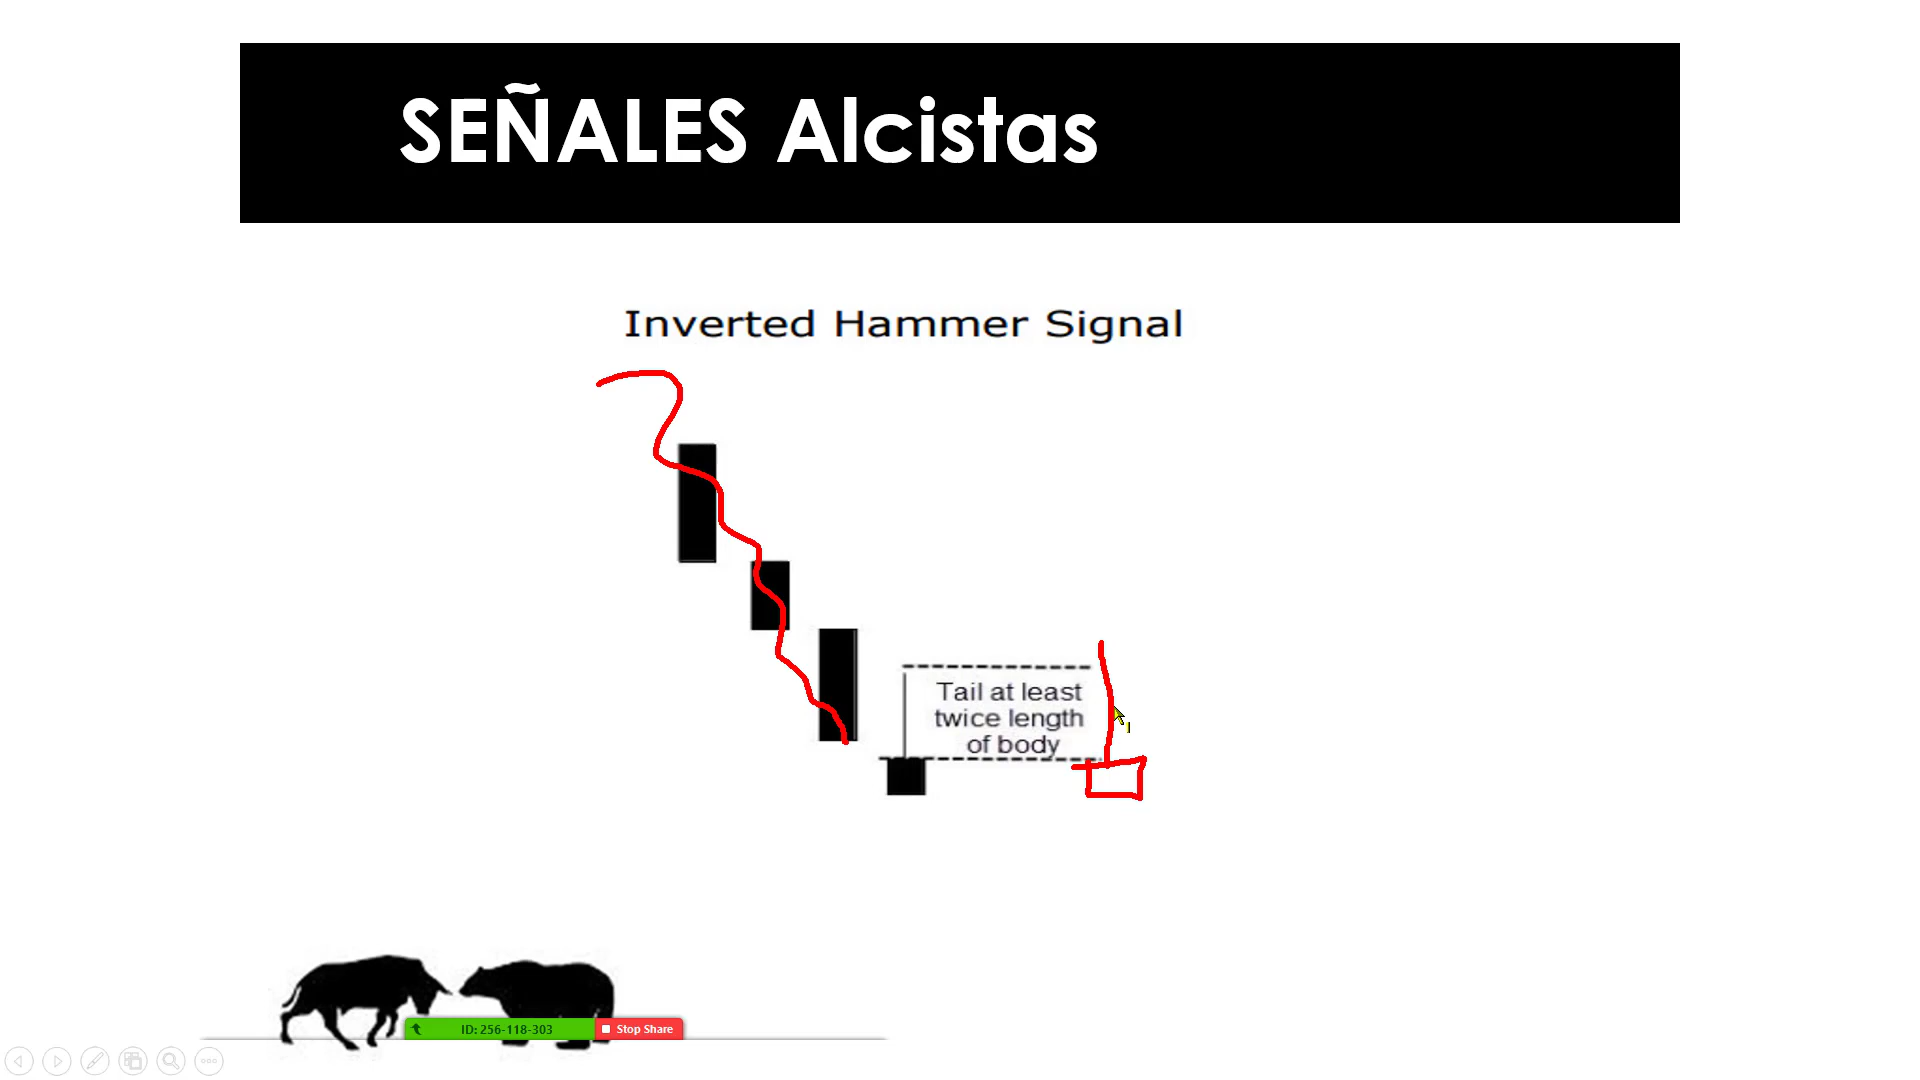 SEÑALES Alcistas
Inverted Hammer Signal
Tail at least
twice length
of body
ID: 256-118-303
Stop Share